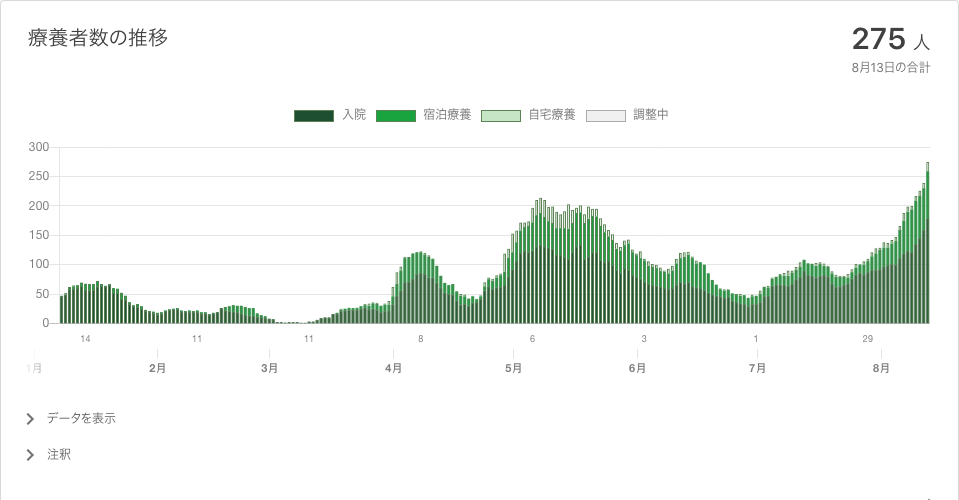 療養者数の推移
275 人
8月13日の合計
入院 宿泊療養 自宅療養 調整中
300
250
200
150
100
50
0
14 11 11 8 6 3 1 29
1月 2月 3月 4月 5月 6月 7月 8月
データを表示
注釈